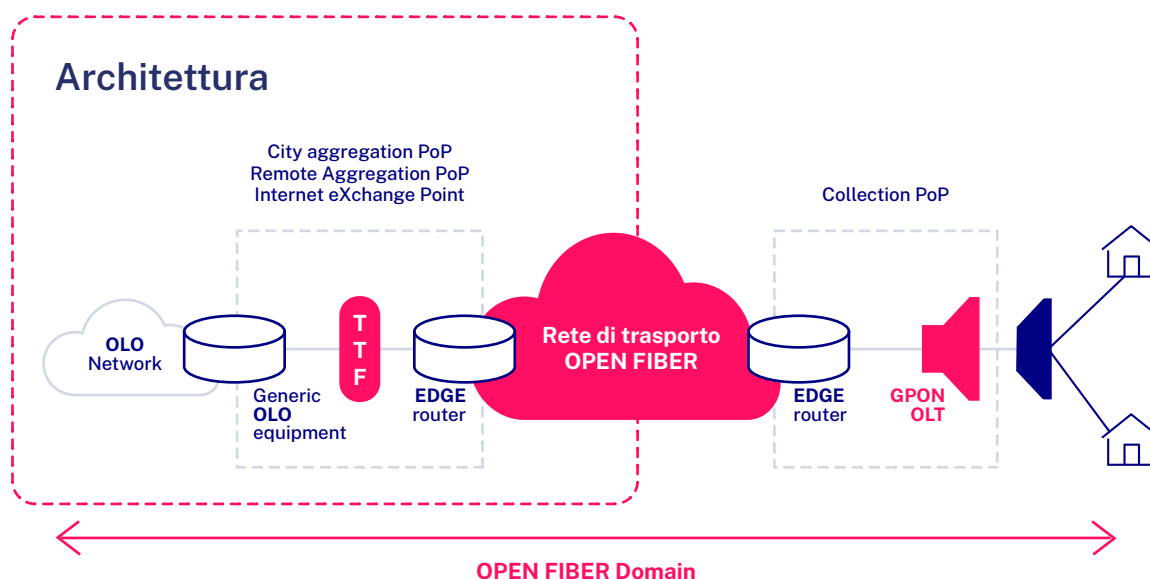 Architettura
City aggregation PoP
Remote Aggregation PoP
Internet eXchange Point
Collection PoP
OLO
Network
Generic
OLO
equipment
T
T
F
EDGE
router
Rete di trasporto
OPEN FIBER
EDGE
router
GPON
OLT
OPEN FIBER Domain